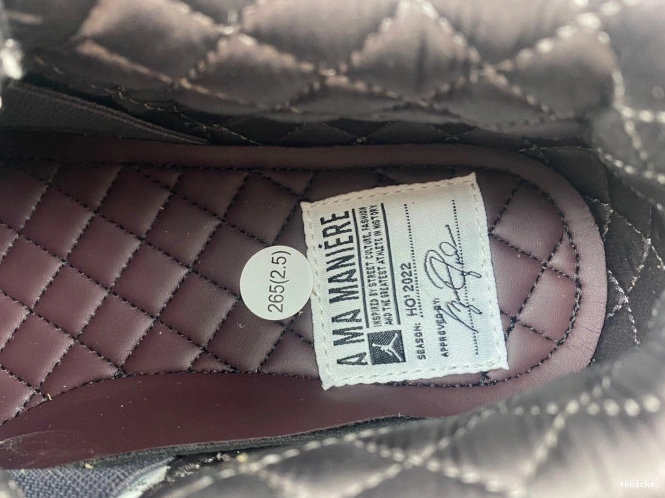 A MA MANIÉRE
INSPIRED BY STREET CULTURE, FASHION
AND THE GREATEST ATHLETE IN HISTORY
SEASON: HO' 2022
APPROVED BY:
265(2.5)